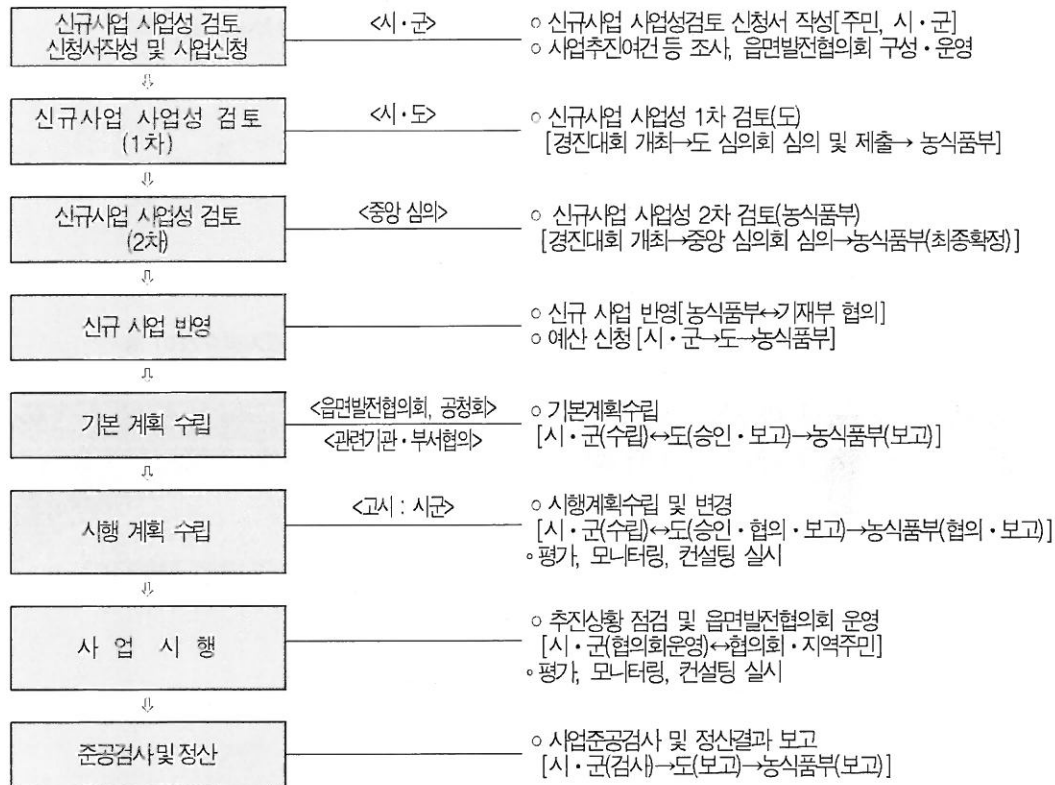 신규사업 사업성 검토
신청서작성 및 사업신청
<시・군>
○ 신규사업 사업성검토 신청서 작성[주민, 시・군]
○ 사업추진여건 등 조사, 읍면발전협의회 구성・운영
⇩
신규사업 사업성 검토
(1차)
<시・도>
○ 신규사업 사업성 1차 검토(도)
[경진대회 개최→도 심의회 심의 및 제출→ 농식품부]
⇩
신규사업 사업성 검토
(2차)
<중앙 심의>
○ 신규사업 사업성 2차 검토(농식품부)
[경진대회 개최→중앙 심의회 심의→농식품부(최종확정)]
⇩
신규 사업 반영
○ 신규 사업 반영[농식품부↔기재부 협의]
○ 예산 신청 [시・군→도→농식품부]
⇩
기본 계획 수립
<읍면발전협의회, 공청회>
<관련기관・부서협의>
○ 기본계획수립
[시・군(수립)↔도(승인・보고)→농식품부(보고)]
⇩
시행 계획 수립
<고시 : 시군>
○ 시행계획수립 및 변경
[시・군(수립)↔도(승인・협의・보고)→농식품부(협의・보고)]
○ 평가, 모니터링, 컨설팅 실시
⇩
사 업 시 행
○ 추진상황 점검 및 읍면발전협의회 운영
[시・군(협의회운영)↔협의회・지역주민]
○ 평가, 모니터링, 컨설팅 실시
⇩
준공검사및정산
○ 사업준공검사 및 정산결과 보고
[시・군(검사)→도(보고)→농식품부(보고)]